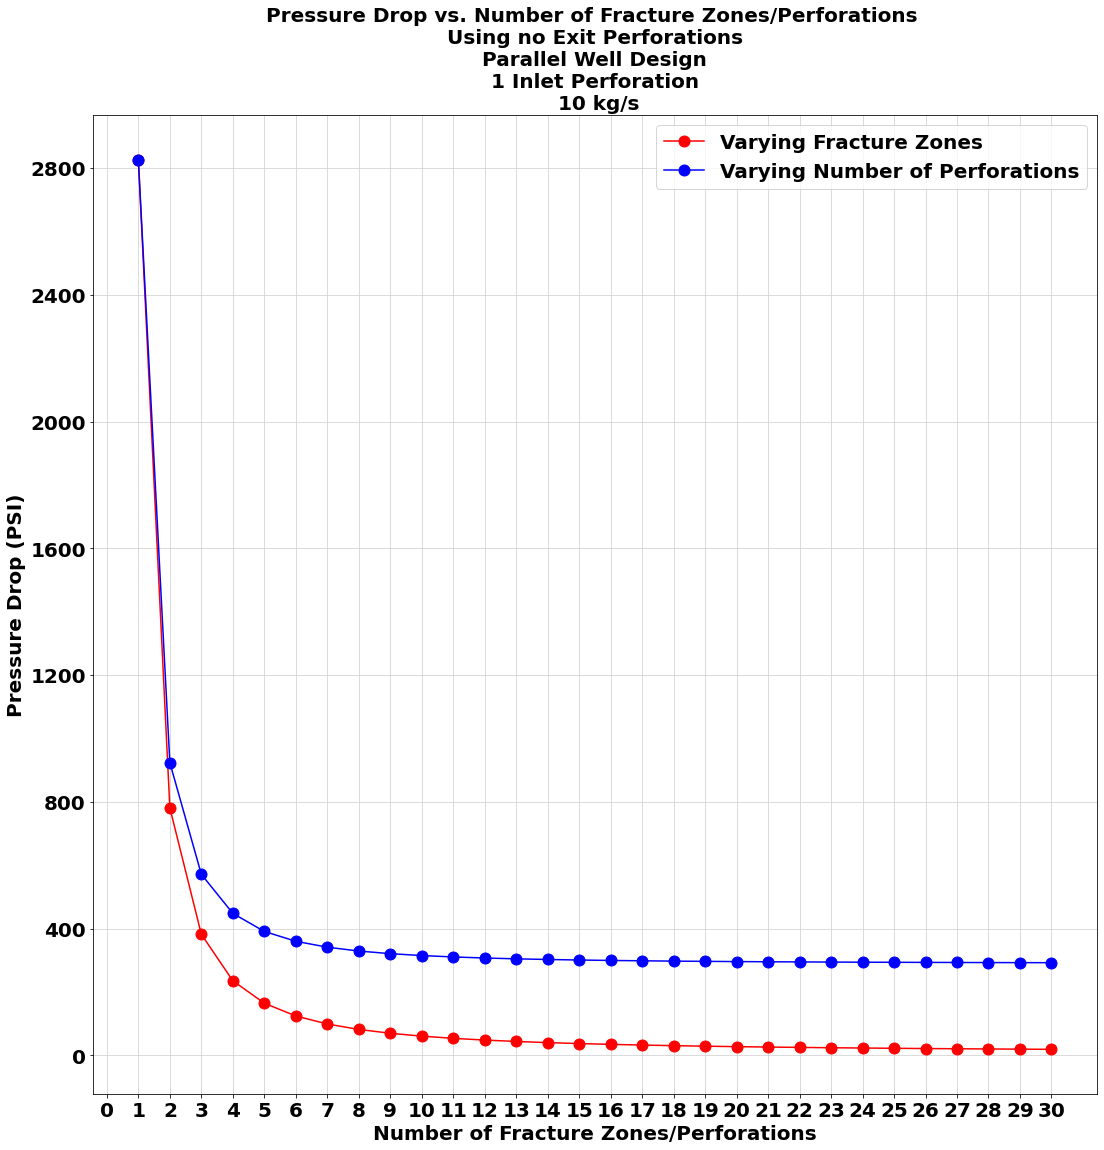 Pressure Drop vs. Number of Fracture Zones/Perforations
Using no Exit Perforations
Parallel Well Design
1 Inlet Perforation
10 kg/s
Varying Fracture Zones
Varying Number of Perforations
Pressure Drop (PSI)
2800
2400
2000
1600
1200
800
400
0
0 1 2 3 4 5 6 7 8 9 10 11 12 13 14 15 16 17 18 19 20 21 22 23 24 25 26 27 28 29 30
Number of Fracture Zones/Perforations